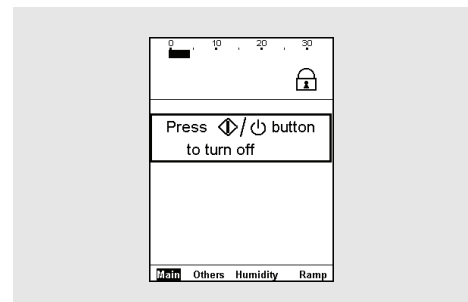 0 10 20 30
Press /⏻ button
to turn off
Main Others Humidity Ramp